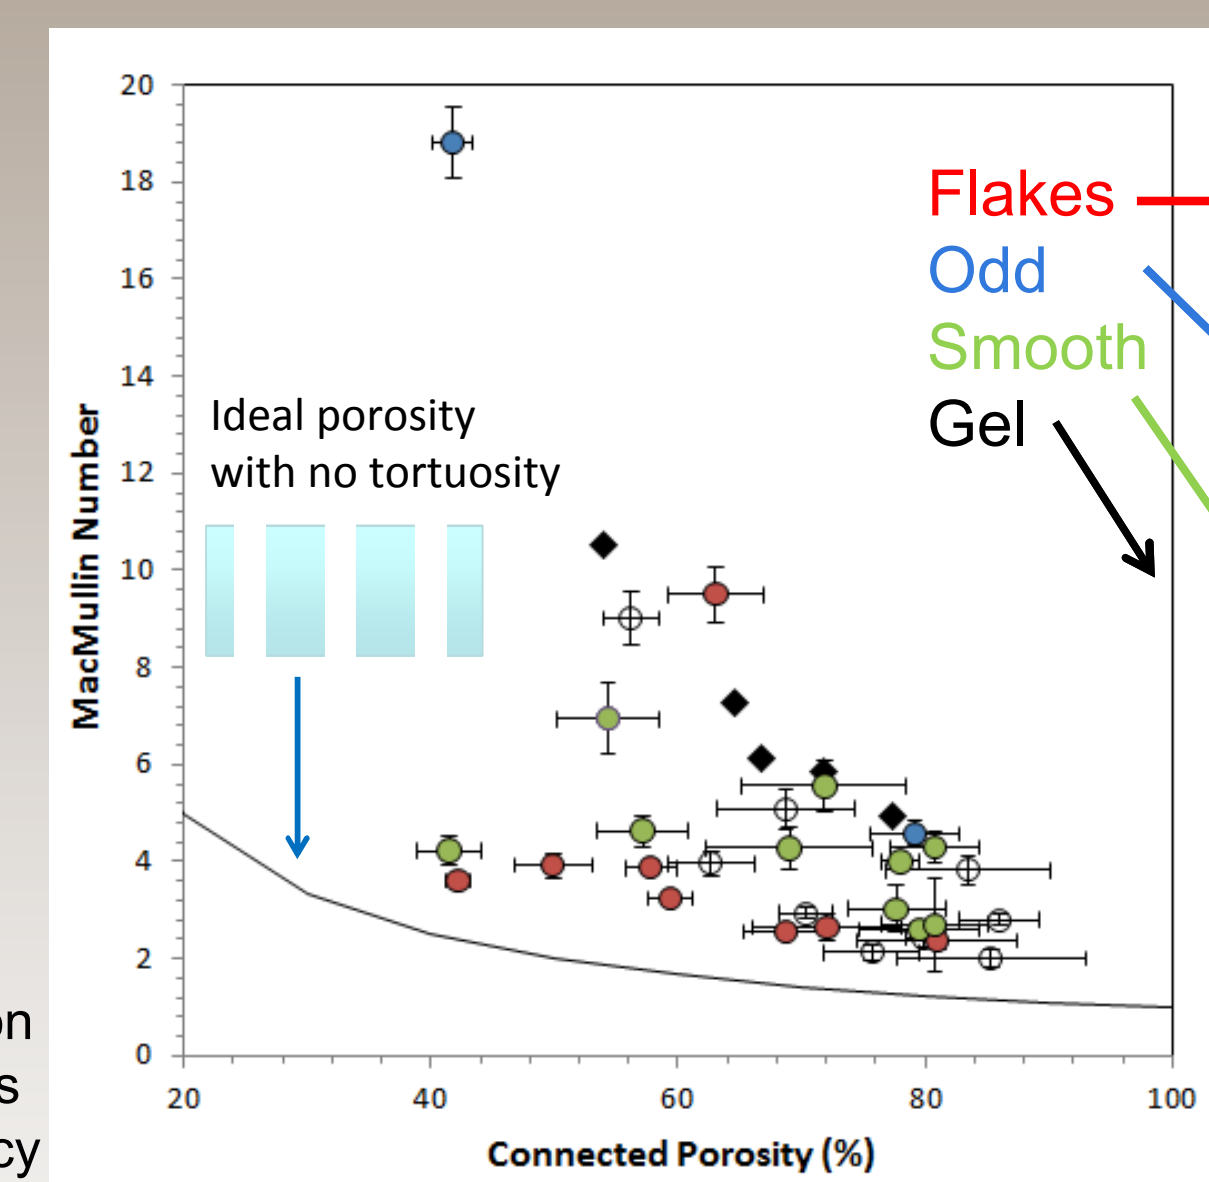 20
18
16
14
12
10
8
6
4
2
0
MacMullin Number
Ideal porosity
with no tortuosity
Flakes
Odd
Smooth
Gel
20 40 60 80 100
Connected Porosity (%)
on
s
cy